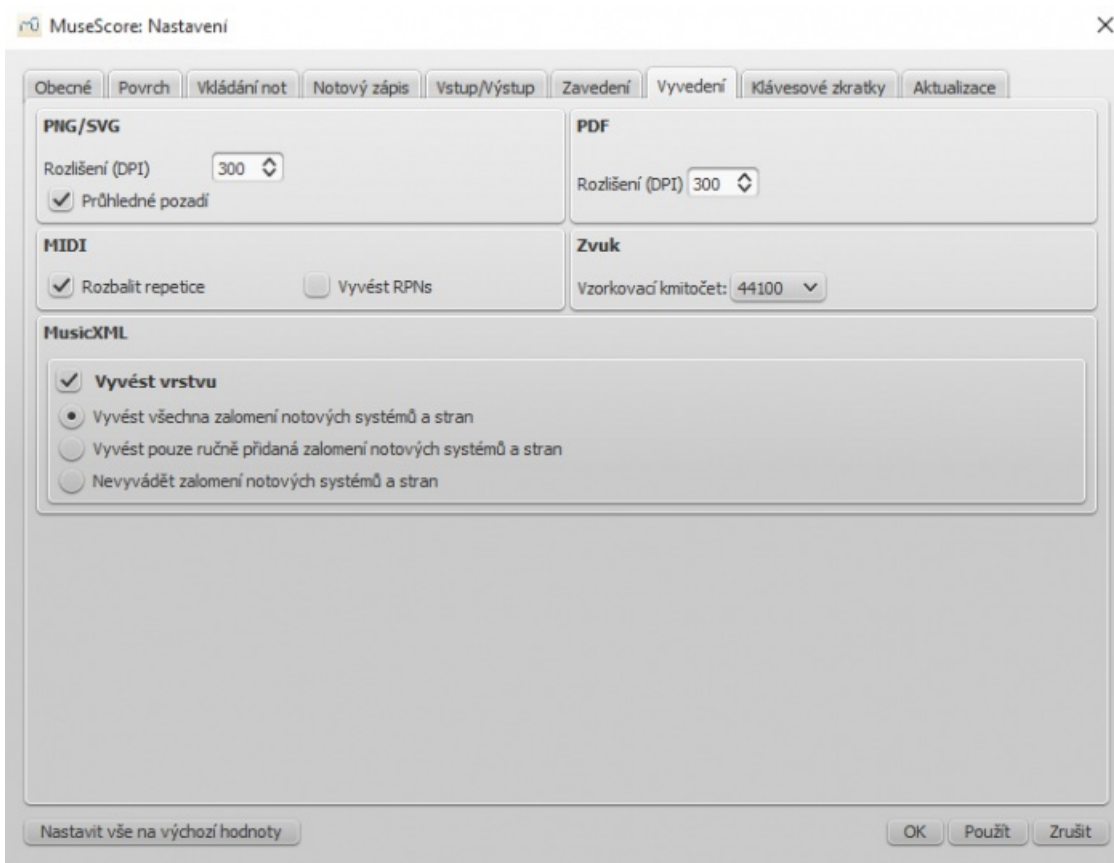 MuseScore: Nastavení
Obecné Povrch Vkládání not Notový zápis Vstup/Výstup Zavedení Vyvedení Klávesové zkratky Aktualizace
PNG/SVG
Rozlišení (DPI) 300
Průhledné pozadí
PDF
Rozlišení (DPI) 300
MIDI
Rozbalit repetice Vyvést RPNs
Zvuk
Vzorkovací kmitočet: 44100
MusicXML
Vyvést vrstvu
Vyvést všechna zalomení notových systémů a stran
Vyvést pouze ručně přidaná zalomení notových systémů a stran
Nevyvádět zalomení notových systémů a stran
Nastavit vše na výchozí hodnoty OK Použít Zrušit